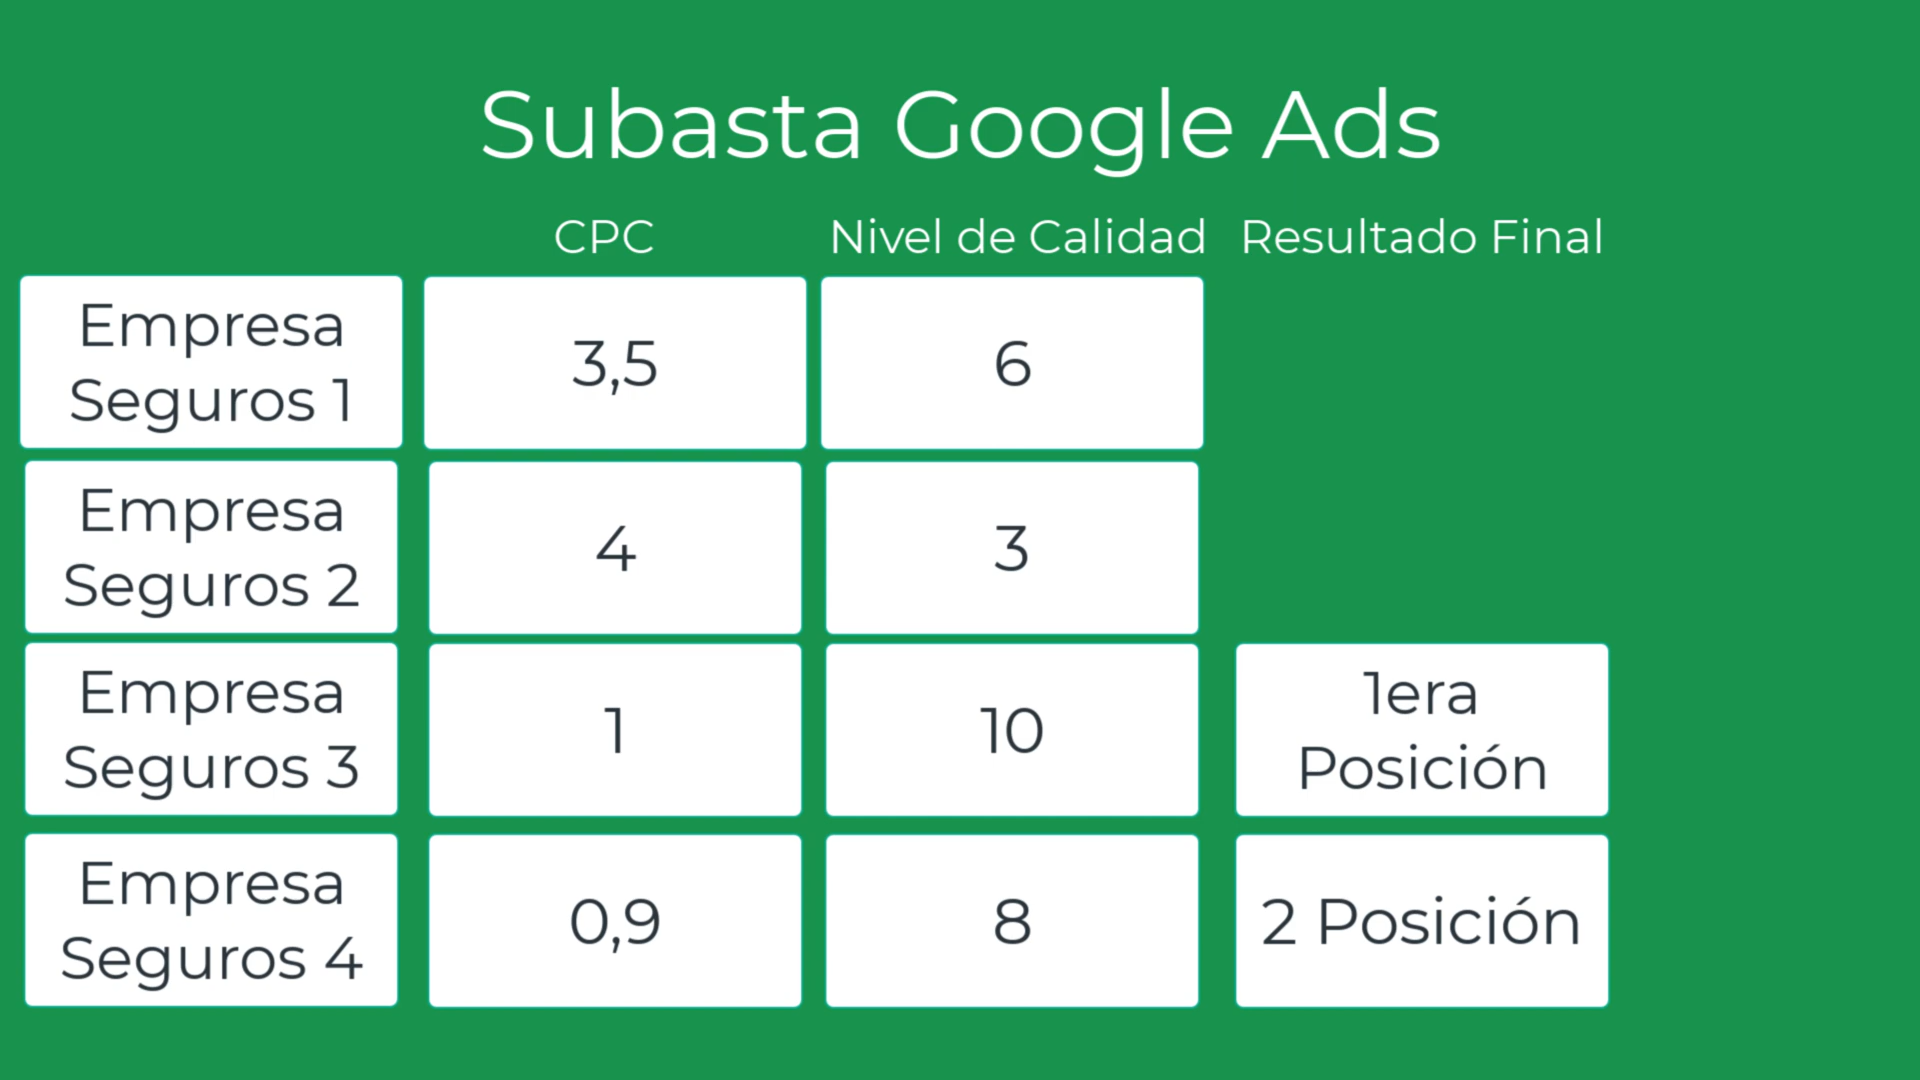 Subasta Google Ads
CPC
Nivel de Calidad
Resultado Final
Empresa
Seguros 1
3,5
6
Empresa
Seguros 2
4
3
Empresa
Seguros 3
1
10
1era
Posición
Empresa
Seguros 4
0,9
8
2 Posición